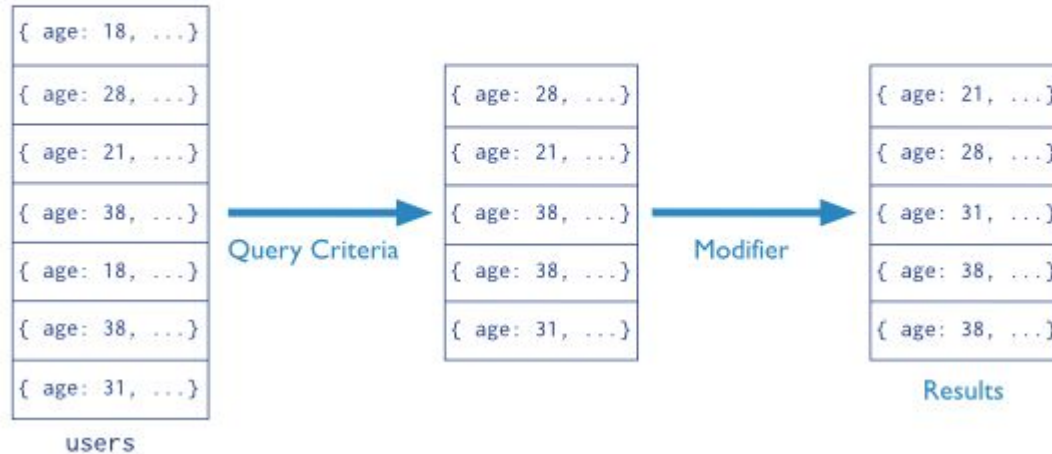 { age: 18, ...}
{ age: 28, ...}
{ age: 21, ...}
{ age: 38, ...}
{ age: 18, ...}
{ age: 38, ...}
{ age: 31, ...}
users
Query Criteria
{ age: 28, ...}
{ age: 21, ...}
{ age: 38, ...}
{ age: 38, ...}
{ age: 31, ...}
Modifier
{ age: 21, ...}
{ age: 28, ...}
{ age: 31, ...}
{ age: 38, ...}
{ age: 38, ...}
Results